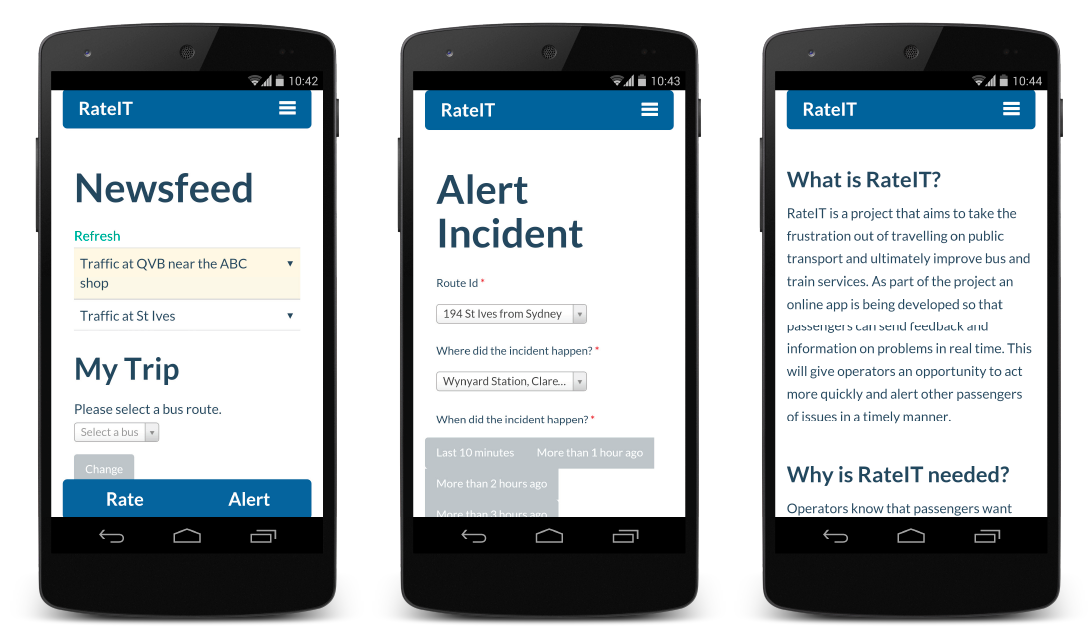 10:42
RateIT
Newsfeed
Refresh
Traffic at QVB near the ABC
shop
Traffic at St Ives
My Trip
Please select a bus route.
Select a bus
Change
Rate Alert
10:43
RateIT
Alert
Incident
Route Id *
194 St Ives from Sydney
Where did the incident happen? *
Wynyard Station, Clare...
When did the incident happen? *
Last 10 minutes More than 1 hour ago
More than 2 hours ago
More than 3 hours ago
10:44
RateIT
What is RateIT?
RateIT is a project that aims to take the
frustration out of travelling on public
transport and ultimately improve bus and
train services. As part of the project an
online app is being developed so that
passengers can send feedback and
information on problems in real time. This
will give operators an opportunity to act
more quickly and alert other passengers
of issues in a timely manner.
Why is RateIT needed?
Operators know that passengers want